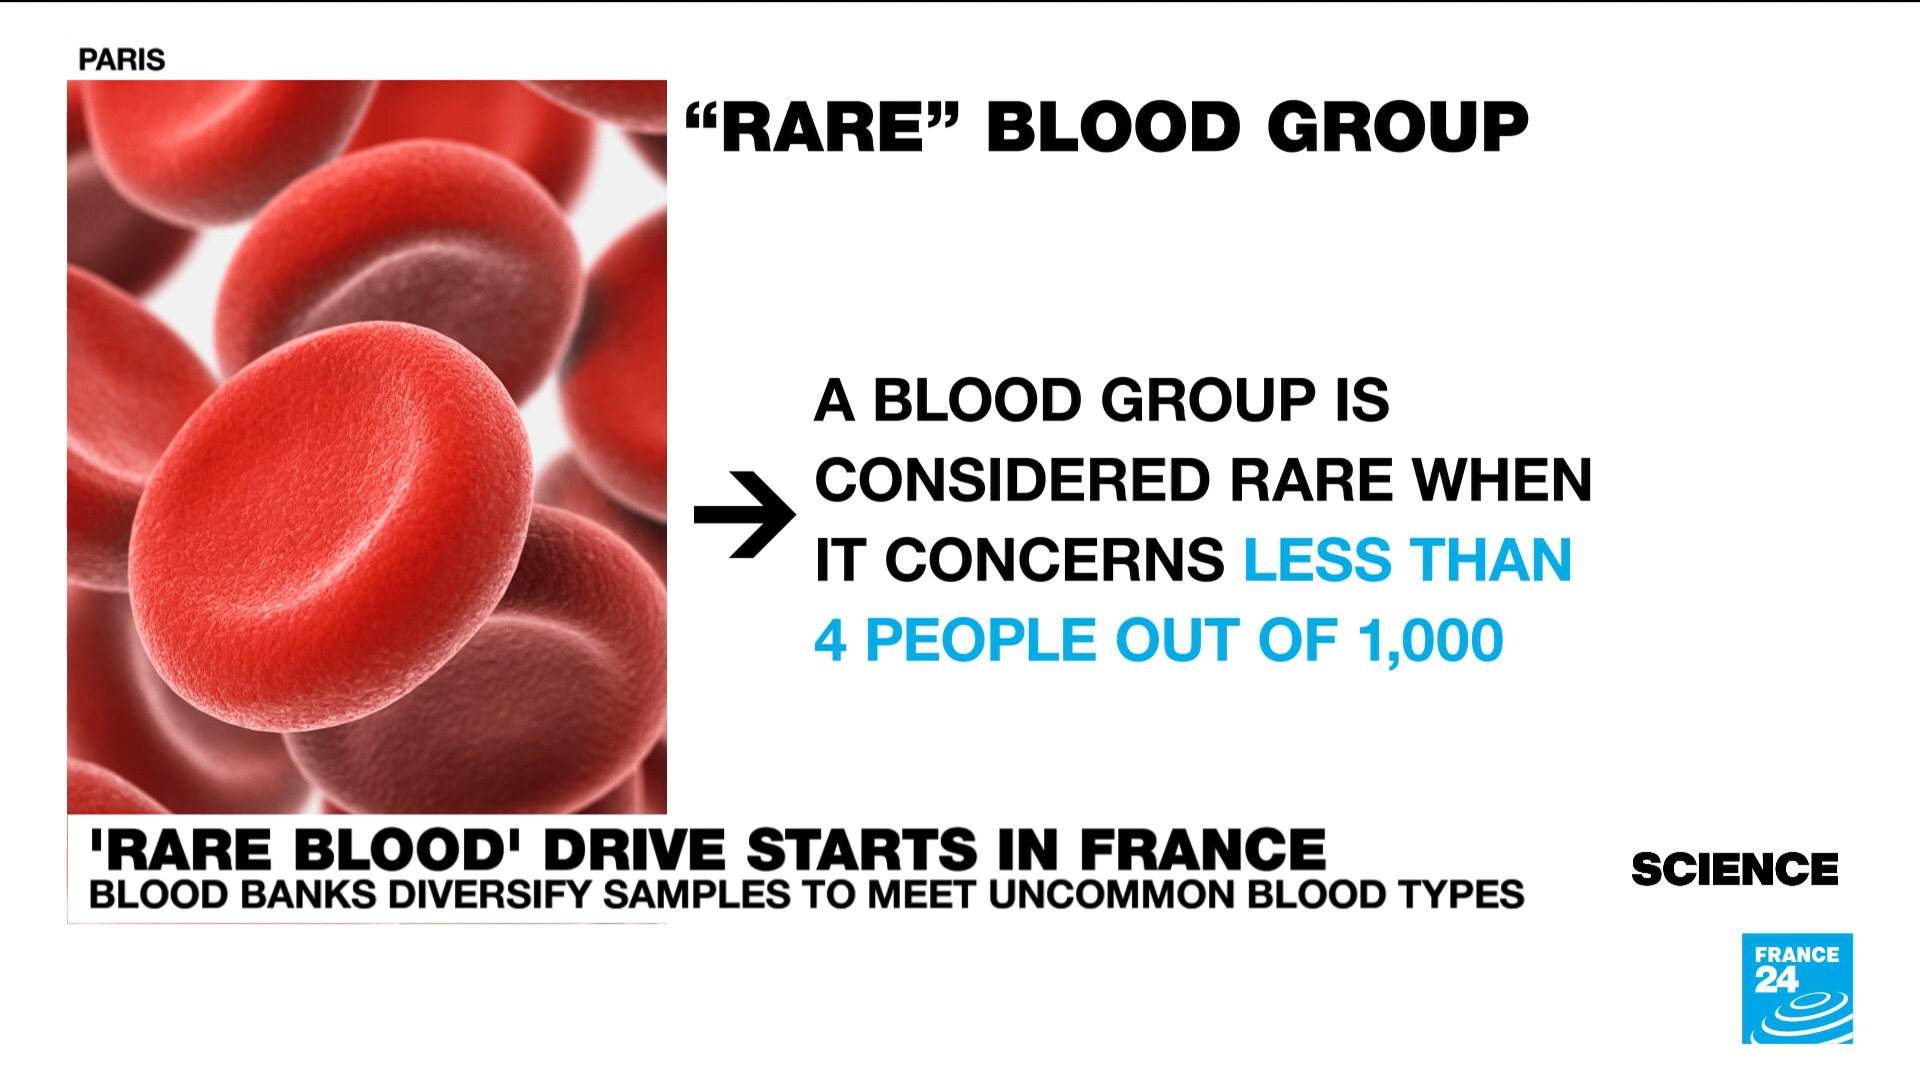 PARIS
“RARE” BLOOD GROUP
A BLOOD GROUP IS
CONSIDERED RARE WHEN
IT CONCERNS LESS THAN
4 PEOPLE OUT OF 1,000
'RARE BLOOD' DRIVE STARTS IN FRANCE
BLOOD BANKS DIVERSIFY SAMPLES TO MEET UNCOMMON BLOOD TYPES
SCIENCE
FRANCE
24